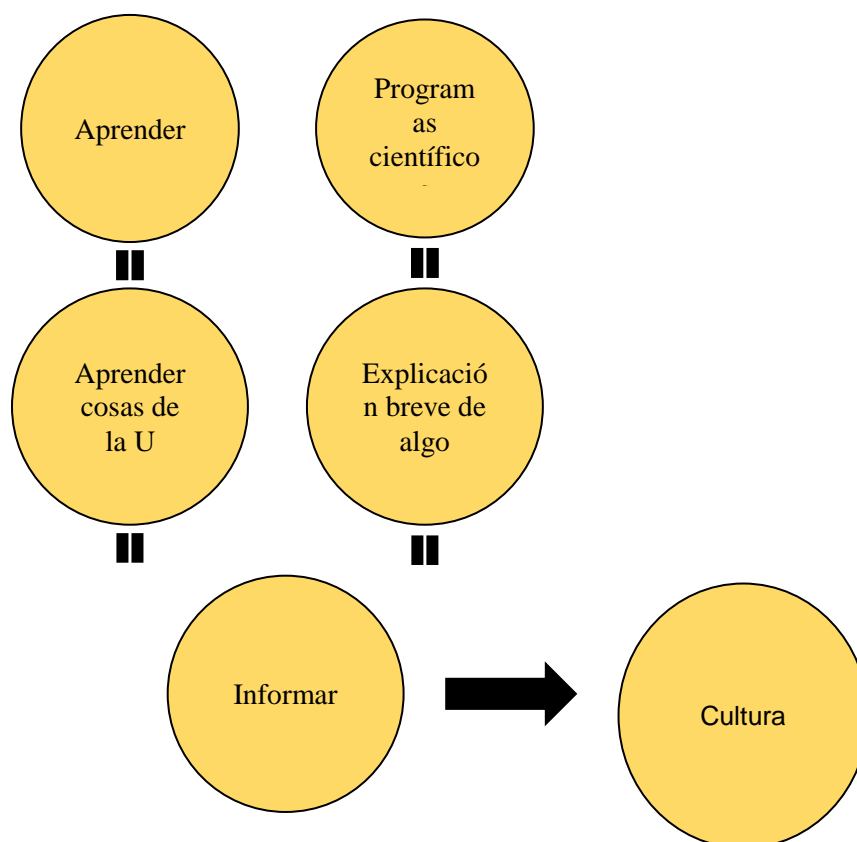 Aprender
Program
as
científico
Aprender
cosas de
la U
Explicació
n breve de
algo
Informar
Cultura